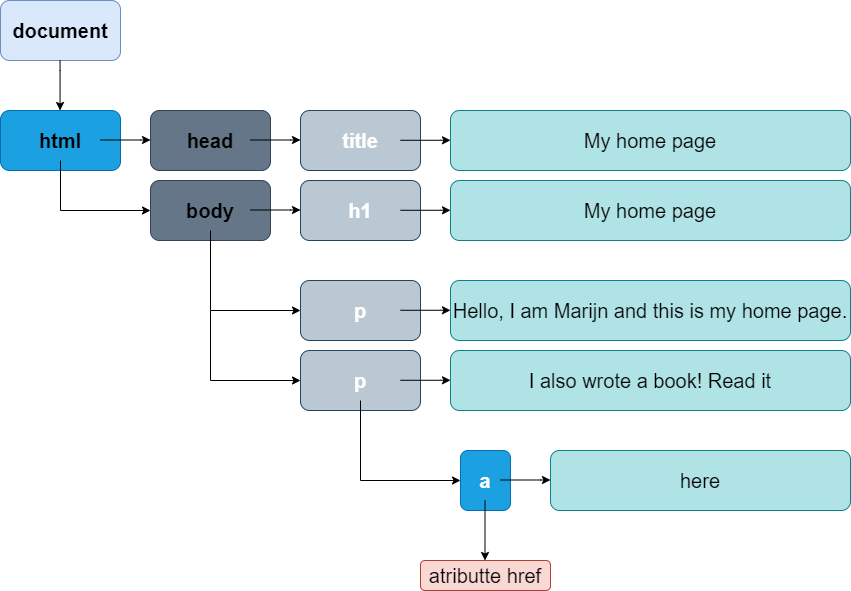 document
html
head
title
My home page
body
h1
My home page
p
Hello, I am Marijn and this is my home page.
p
I also wrote a book! Read it
a
here
atributte href